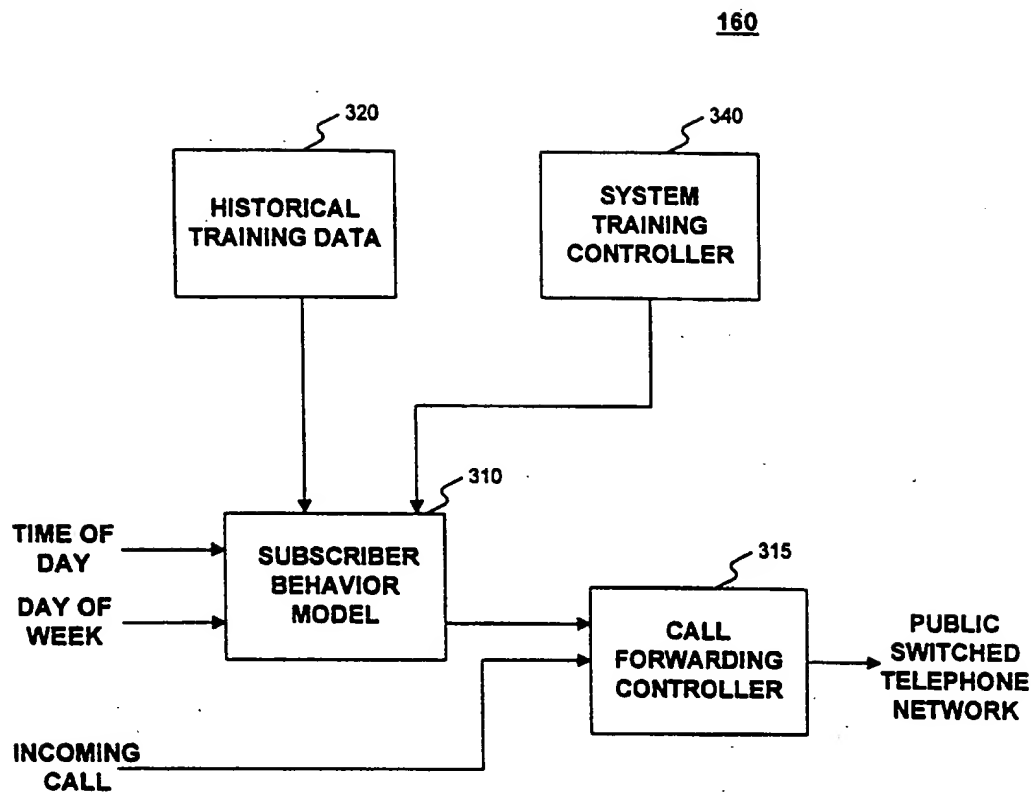 160
320
340
HISTORICAL
TRAINING DATA
SYSTEM
TRAINING
CONTROLLER
310
TIME OF
DAY
DAY OF
WEEK
SUBSCRIBER
BEHAVIOR
MODEL
315
CALL
FORWARDING
CONTROLLER
PUBLIC
SWITCHED
TELEPHONE
NETWORK
INCOMING
CALL